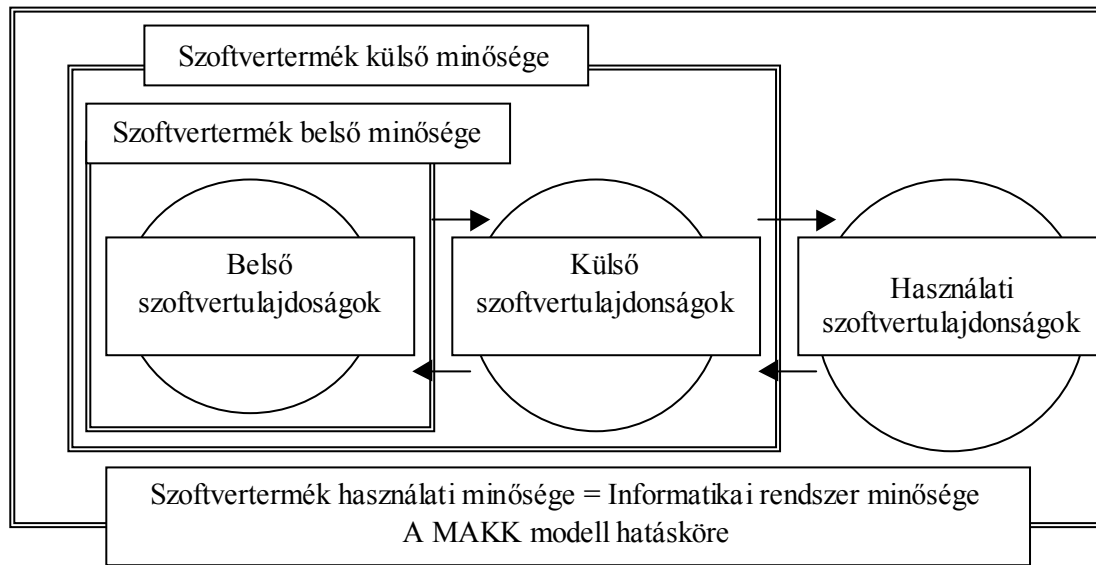 Szoftvertermék külső minősége
Szoftvertermék belső minősége
Belső
szoftvertulajdoságok
Külső
szoftvertulajdonságok
Használati
szoftvertulajdonságok
Szoftvertermék használati minősége = Informatikai rendszer minősége
A MAKK modell hatásköre